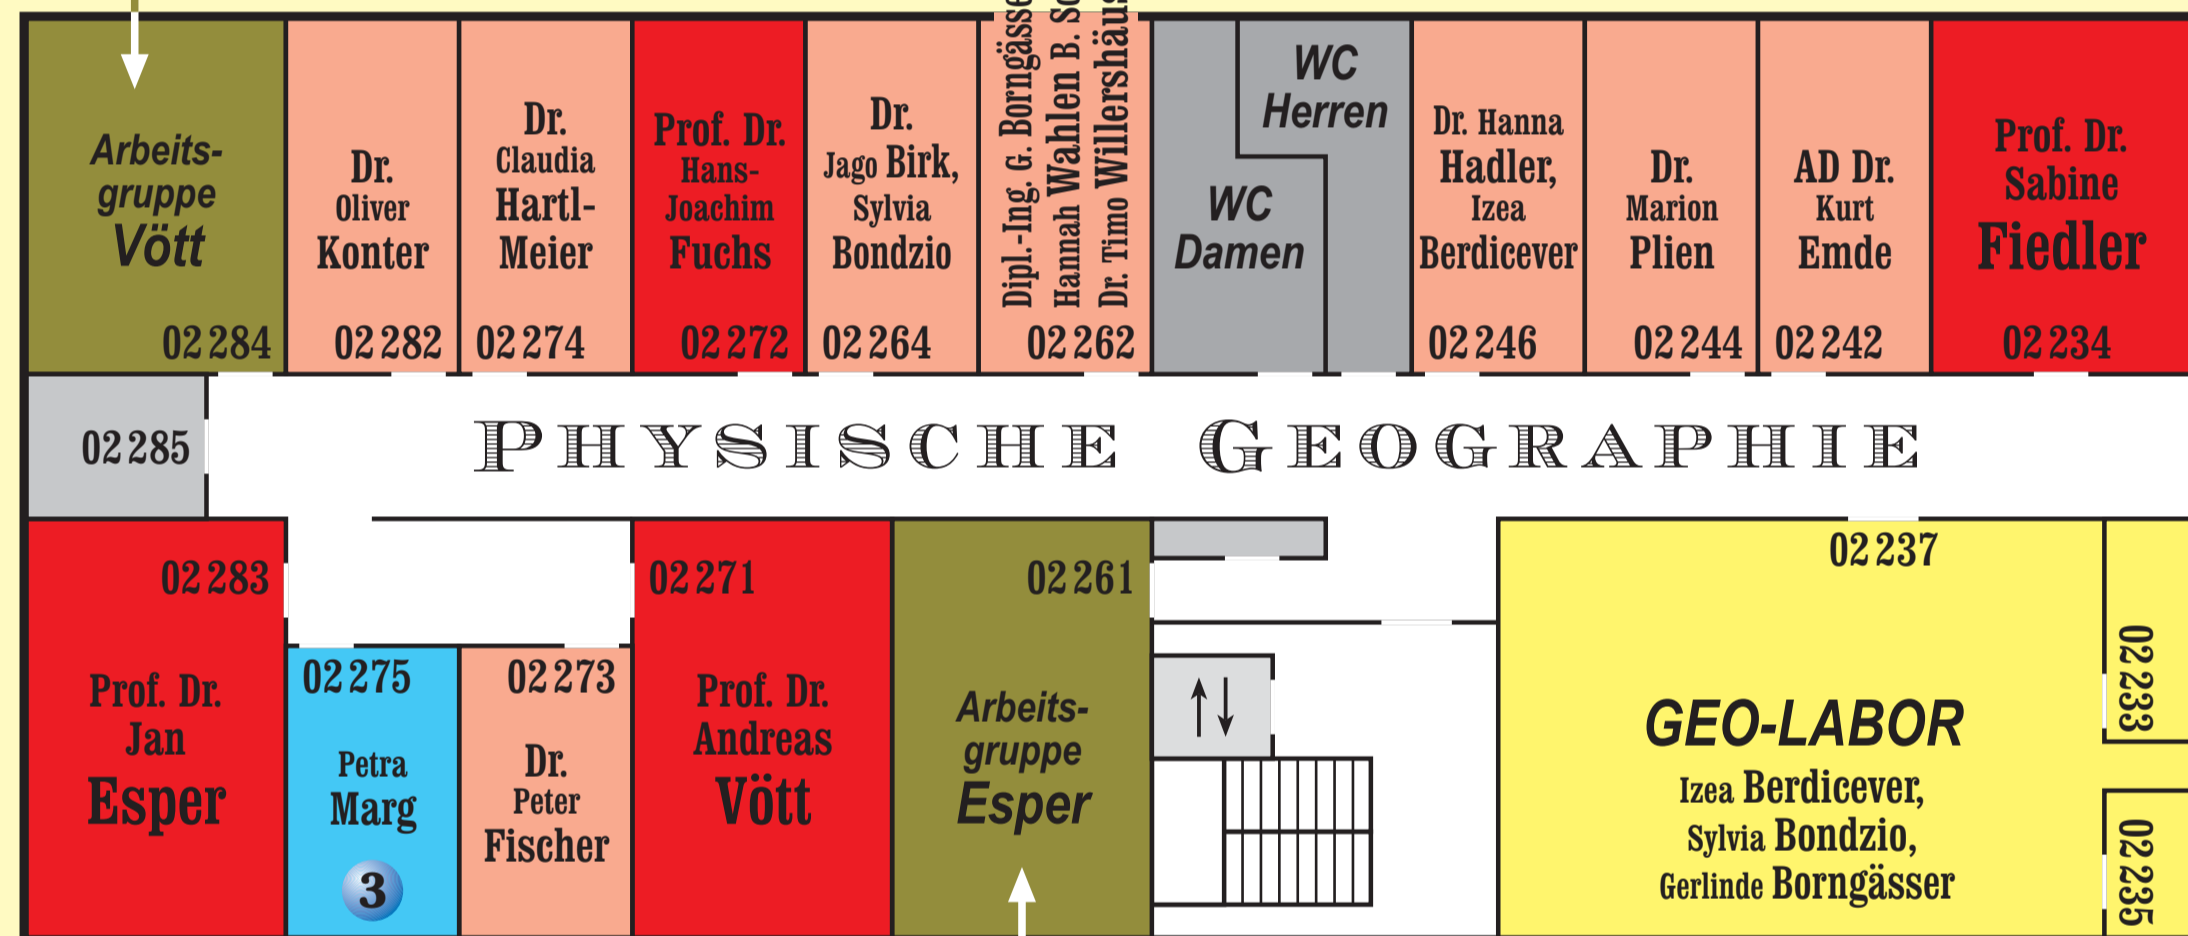 Arbeits-
gruppe
Vött
02 284
Dr.
Oliver
Konter
02 282
Dr.
Claudia
Hartl-
Meier
02 274
Prof. Dr.
Hans-
Joachim
Fuchs
02 272
Dr.
Jago Birk,
Sylvia
Bondzio
02 264
Dipl.-Ing. G.
Hannah Wahlen B.
Dr. Timo
02 262
WC
Damen
WC
Herren
Dr. Hanna
Hadler,
Izea
Berdicever
02 246
Dr.
Marion
Plien
02 244
AD Dr.
Kurt
Emde
02 242
Prof. Dr.
Sabine
Fiedler
02 234
02 285
PHYSISCHE GEOGRAPHIE
02 283
Prof. Dr.
Jan
Esper
02 275
Petra
Marg
3
02 273
Dr.
Peter
Fischer
02 271
Prof. Dr.
Andreas
Vött
02 261
Arbeits-
gruppe
Esper
02 237
GEO-LABOR
Izea Berdicever,
Sylvia Bondzio,
Gerlinde Borngässer
02 233
02 235